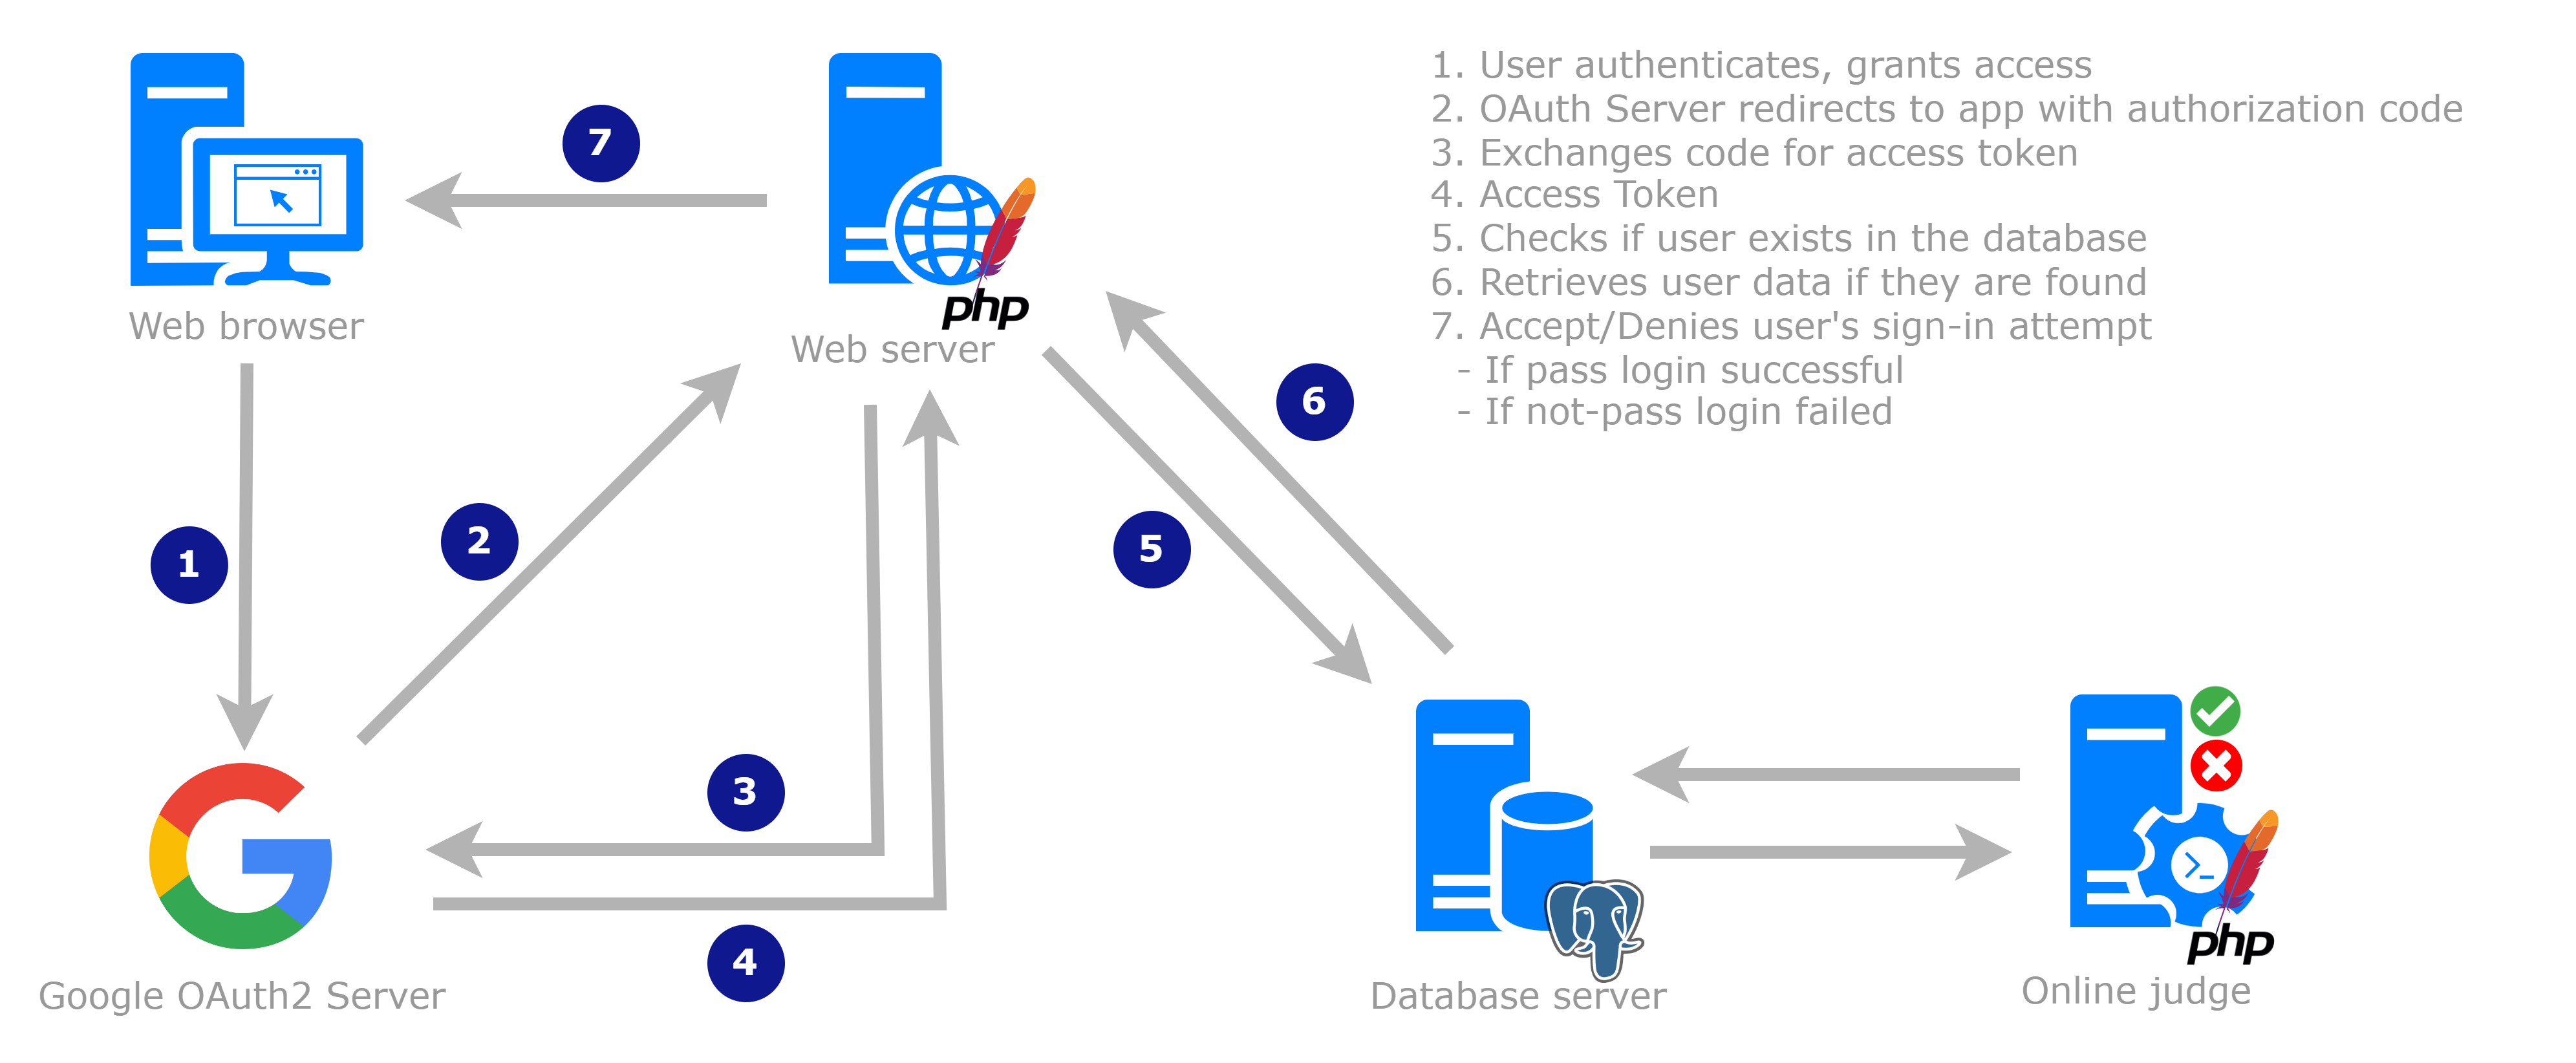 1. User authenticates, grants access
2. OAuth Server redirects to app with authorization code
3. Exchanges code for access token
4. Access Token
5. Checks if user exists in the database
6. Retrieves user data if they are found
7. Accept/Denies user's sign-in attempt
- If pass login successful
- If not-pass login failed
7
Web browser
php
Web server
6
1
2
5
3
4
Google OAuth2 Server
Database server
php
Online judge